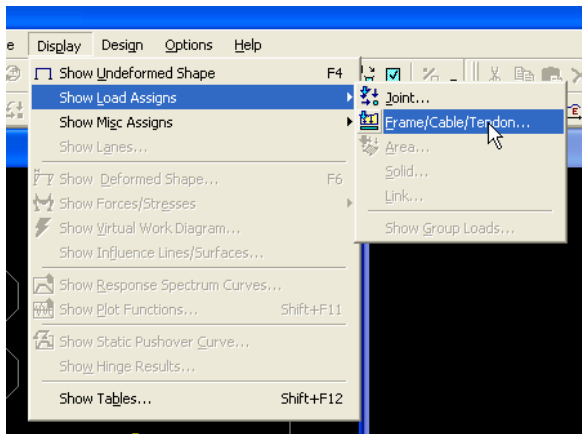 e Display Design Options Help
Show Undeformed Shape F4
Show Load Assigns
Show Misc Assigns
Show Lanes...
Show Deformed Shape... F6
Show Forces/Stresses
Show Virtual Work Diagram...
Show Influence Lines/Surfaces...
Show Response Spectrum Curves...
Show Plot Functions... Shift+F11
Show Static Pushover Curve...
Show Hinge Results...
Show Tables... Shift+F12
Joint...
Frame/Cable/Tendon...
Area...
Solid...
Link...
Show Group Loads...
E